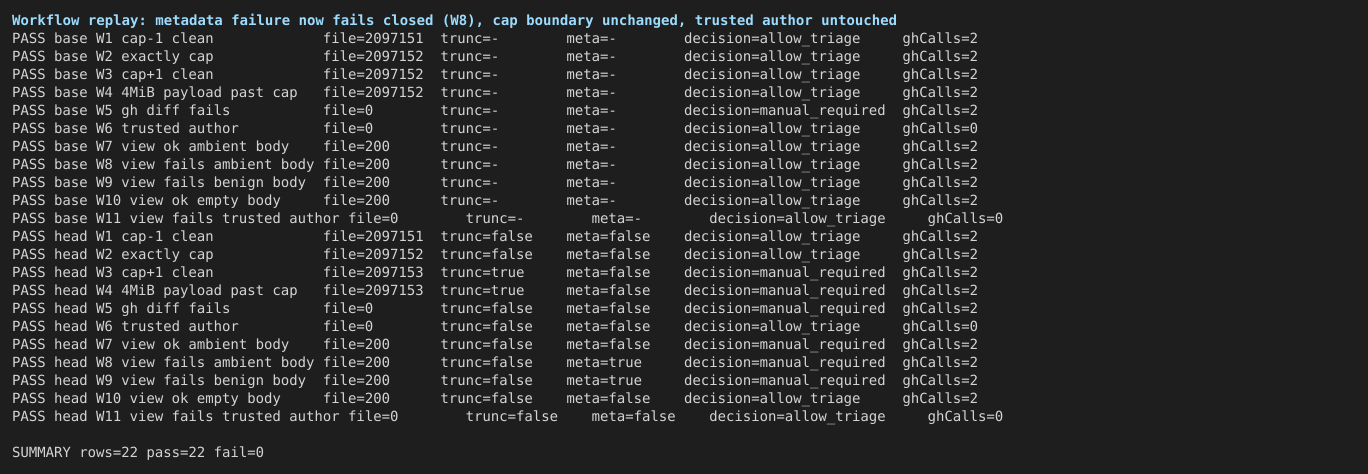 Workflow replay: metadata failure now fails closed (W8), cap boundary unchanged, trusted author untouched
PASS base W1 cap-1 clean file=2097151 trunc=- meta=- decision=allow_triage ghCalls=2
PASS base W2 exactly cap file=2097152 trunc=- meta=- decision=allow_triage ghCalls=2
PASS base W3 cap+1 clean file=2097152 trunc=- meta=- decision=allow_triage ghCalls=2
PASS base W4 4MiB payload past cap file=2097152 trunc=- meta=- decision=allow_triage ghCalls=2
PASS base W5 gh diff fails file=0 trunc=- meta=- decision=manual_required ghCalls=2
PASS base W6 trusted author file=0 trunc=- meta=- decision=allow_triage ghCalls=0
PASS base W7 view ok ambient body file=200 trunc=- meta=- decision=allow_triage ghCalls=2
PASS base W8 view fails ambient body file=200 trunc=- meta=- decision=allow_triage ghCalls=2
PASS base W9 view fails benign body file=200 trunc=- meta=- decision=allow_triage ghCalls=2
PASS base W10 view ok empty body file=200 trunc=- meta=- decision=allow_triage ghCalls=2
PASS base W11 view fails trusted author file=0 trunc=- meta=- decision=allow_triage ghCalls=0
PASS head W1 cap-1 clean file=2097151 trunc=false meta=false decision=allow_triage ghCalls=2
PASS head W2 exactly cap file=2097152 trunc=false meta=false decision=allow_triage ghCalls=2
PASS head W3 cap+1 clean file=2097153 trunc=true meta=false decision=manual_required ghCalls=2
PASS head W4 4MiB payload past cap file=2097153 trunc=true meta=false decision=manual_required ghCalls=2
PASS head W5 gh diff fails file=0 trunc=false meta=false decision=manual_required ghCalls=2
PASS head W6 trusted author file=0 trunc=false meta=false decision=allow_triage ghCalls=0
PASS head W7 view ok ambient body file=200 trunc=false meta=false decision=manual_required ghCalls=2
PASS head W8 view fails ambient body file=200 trunc=false meta=true decision=manual_required ghCalls=2
PASS head W9 view fails benign body file=200 trunc=false meta=true decision=manual_required ghCalls=2
PASS head W10 view ok empty body file=200 trunc=false meta=false decision=allow_triage ghCalls=2
PASS head W11 view fails trusted author file=0 trunc=false meta=false decision=allow_triage ghCalls=0
SUMMARY rows=22 pass=22 fail=0